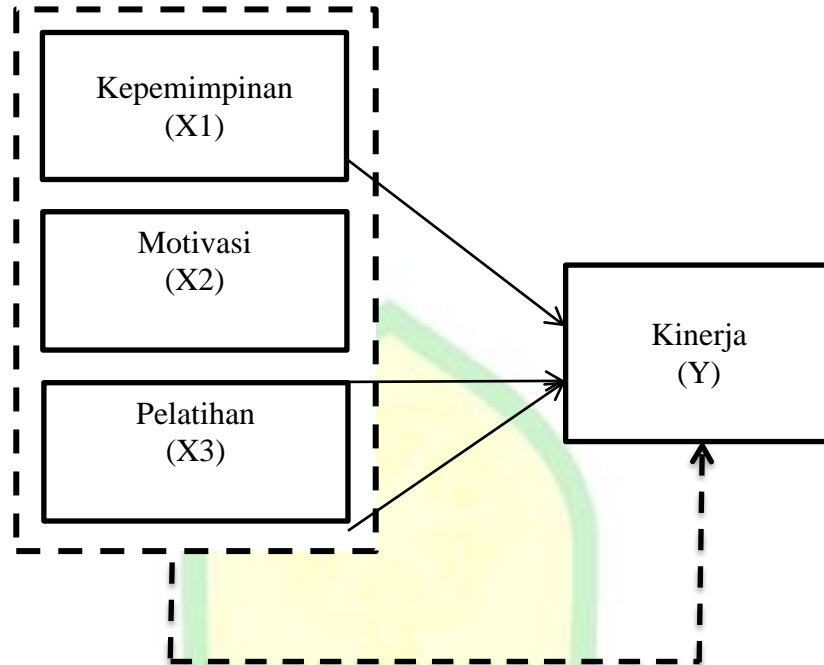 Kepemimpinan
(X1)
Motivasi
(X2)
Pelatihan
(X3)
Kinerja
(Y)